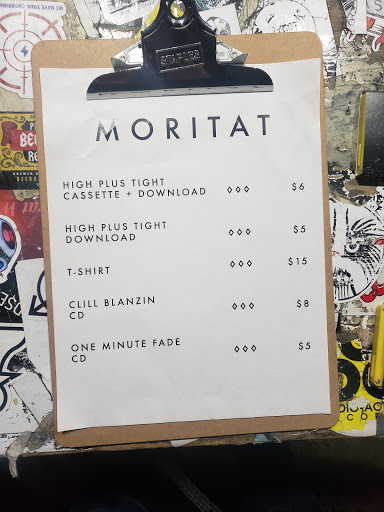 STAPLES
MORITAT
HIGH PLUS TIGHT
CASSETTE + DOWNLOAD ◊◊◊ $6
HIGH PLUS TIGHT
DOWNLOAD ◊◊◊ $5
T-SHIRT ◊◊◊ $15
CLILL BLANZIN
CD ◊◊◊ $8
ONE MINUTE FADE
CD ◊◊◊ $5